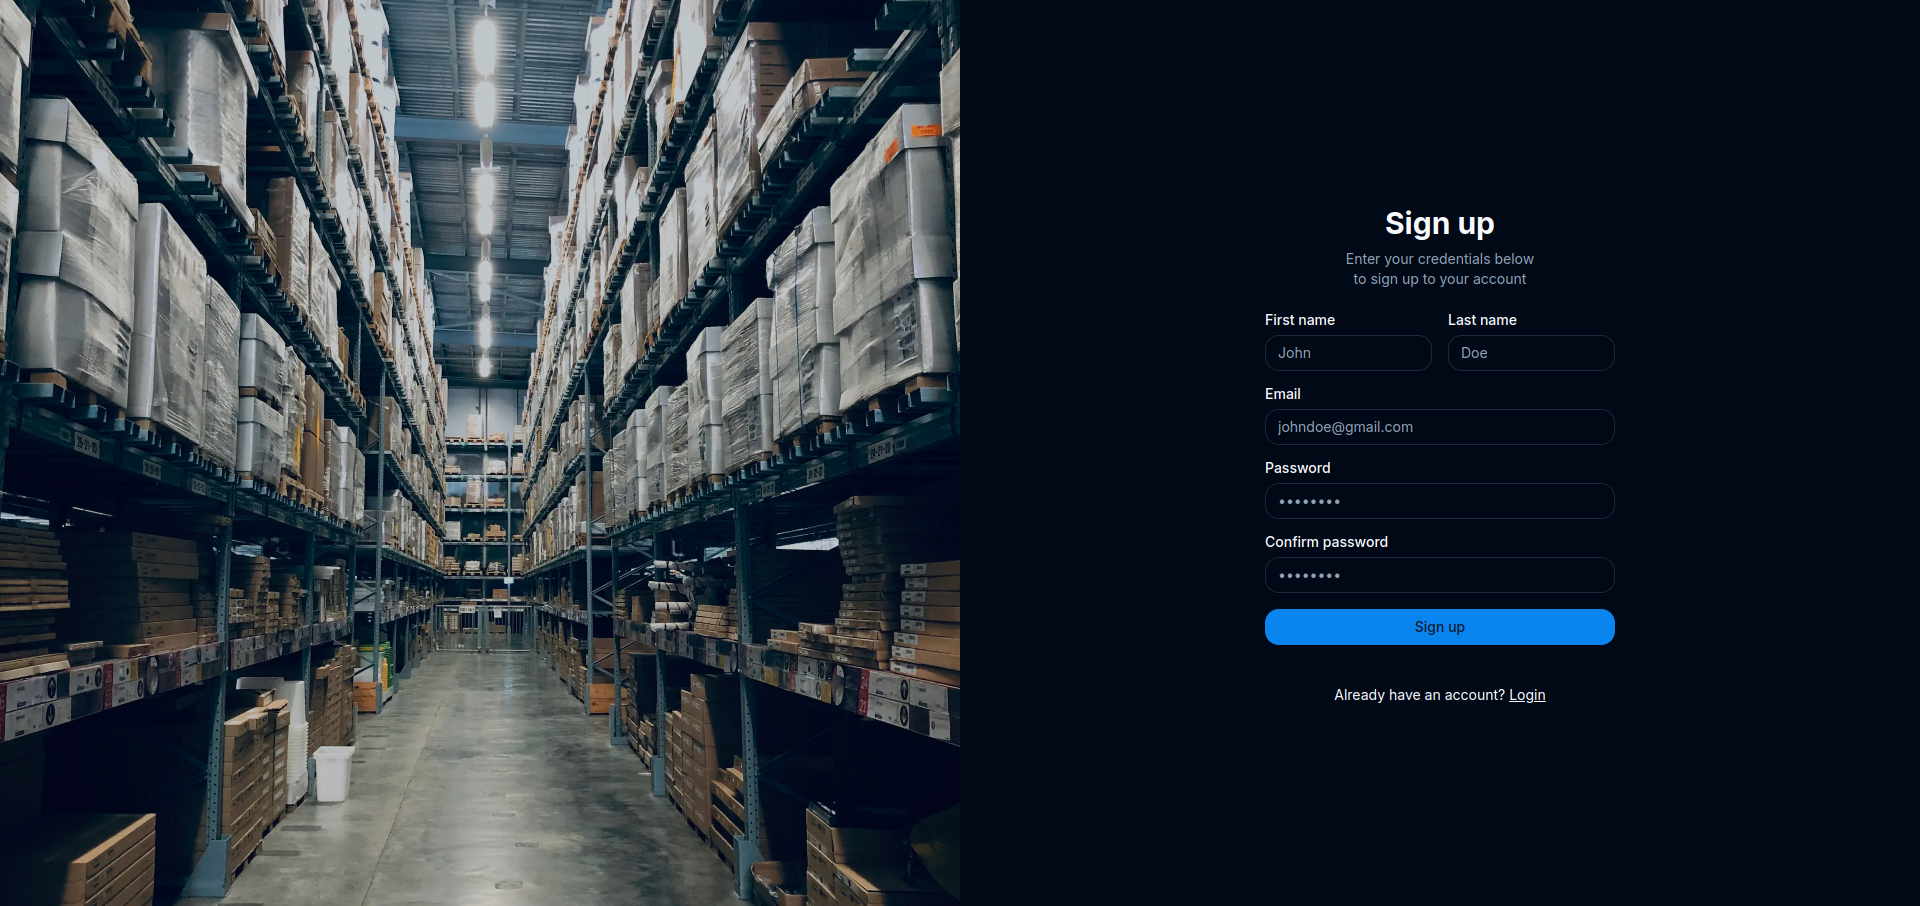 Sign up
Enter your credentials below
to sign up to your account
First name
Last name
John
Doe
Email
johndoe@gmail.com
Password
••••••••
Confirm password
••••••••
Sign up
Already have an account? Login